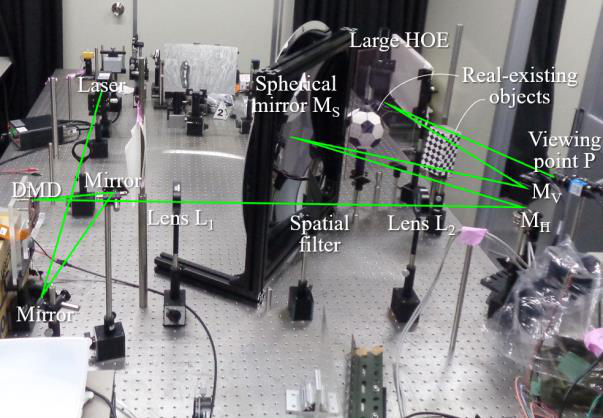 Large HOE
Laser
Spherical
mirror M_S
Real-existing
objects
2
Viewing
point P
DMD
Mirror
M_V
Lens L_1
Spatial
filter
Lens L_2
M_H
Mirror